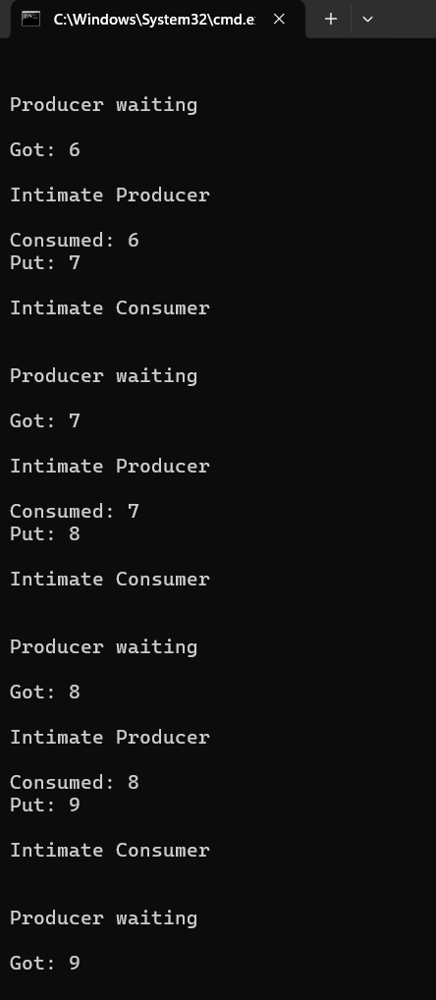 C:\Windows\System32\cmd.e
Producer waiting
Got: 6
Intimate Producer
Consumed: 6
Put: 7
Intimate Consumer
Producer waiting
Got: 7
Intimate Producer
Consumed: 7
Put: 8
Intimate Consumer
Producer waiting
Got: 8
Intimate Producer
Consumed: 8
Put: 9
Intimate Consumer
Producer waiting
Got: 9